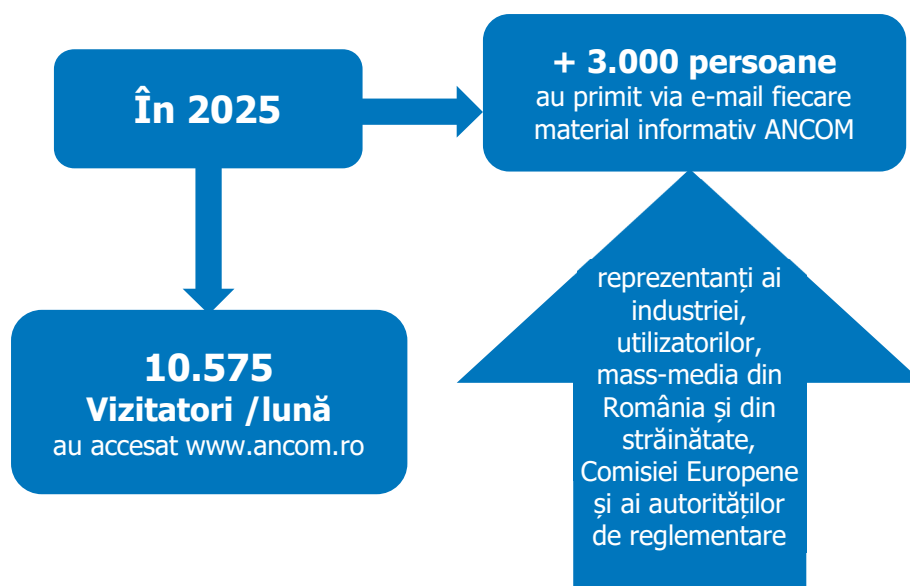 În 2025
+ 3.000 persoane
au primit via e-mail fiecare
material informativ ANCOM
10.575
Vizitatori /lună
au accesat www.ancom.ro
reprezentanți ai
industriei,
utilizatorilor,
mass-media din
România și din
străinătate,
Comisiei Europene
și ai autorităților
de reglementare